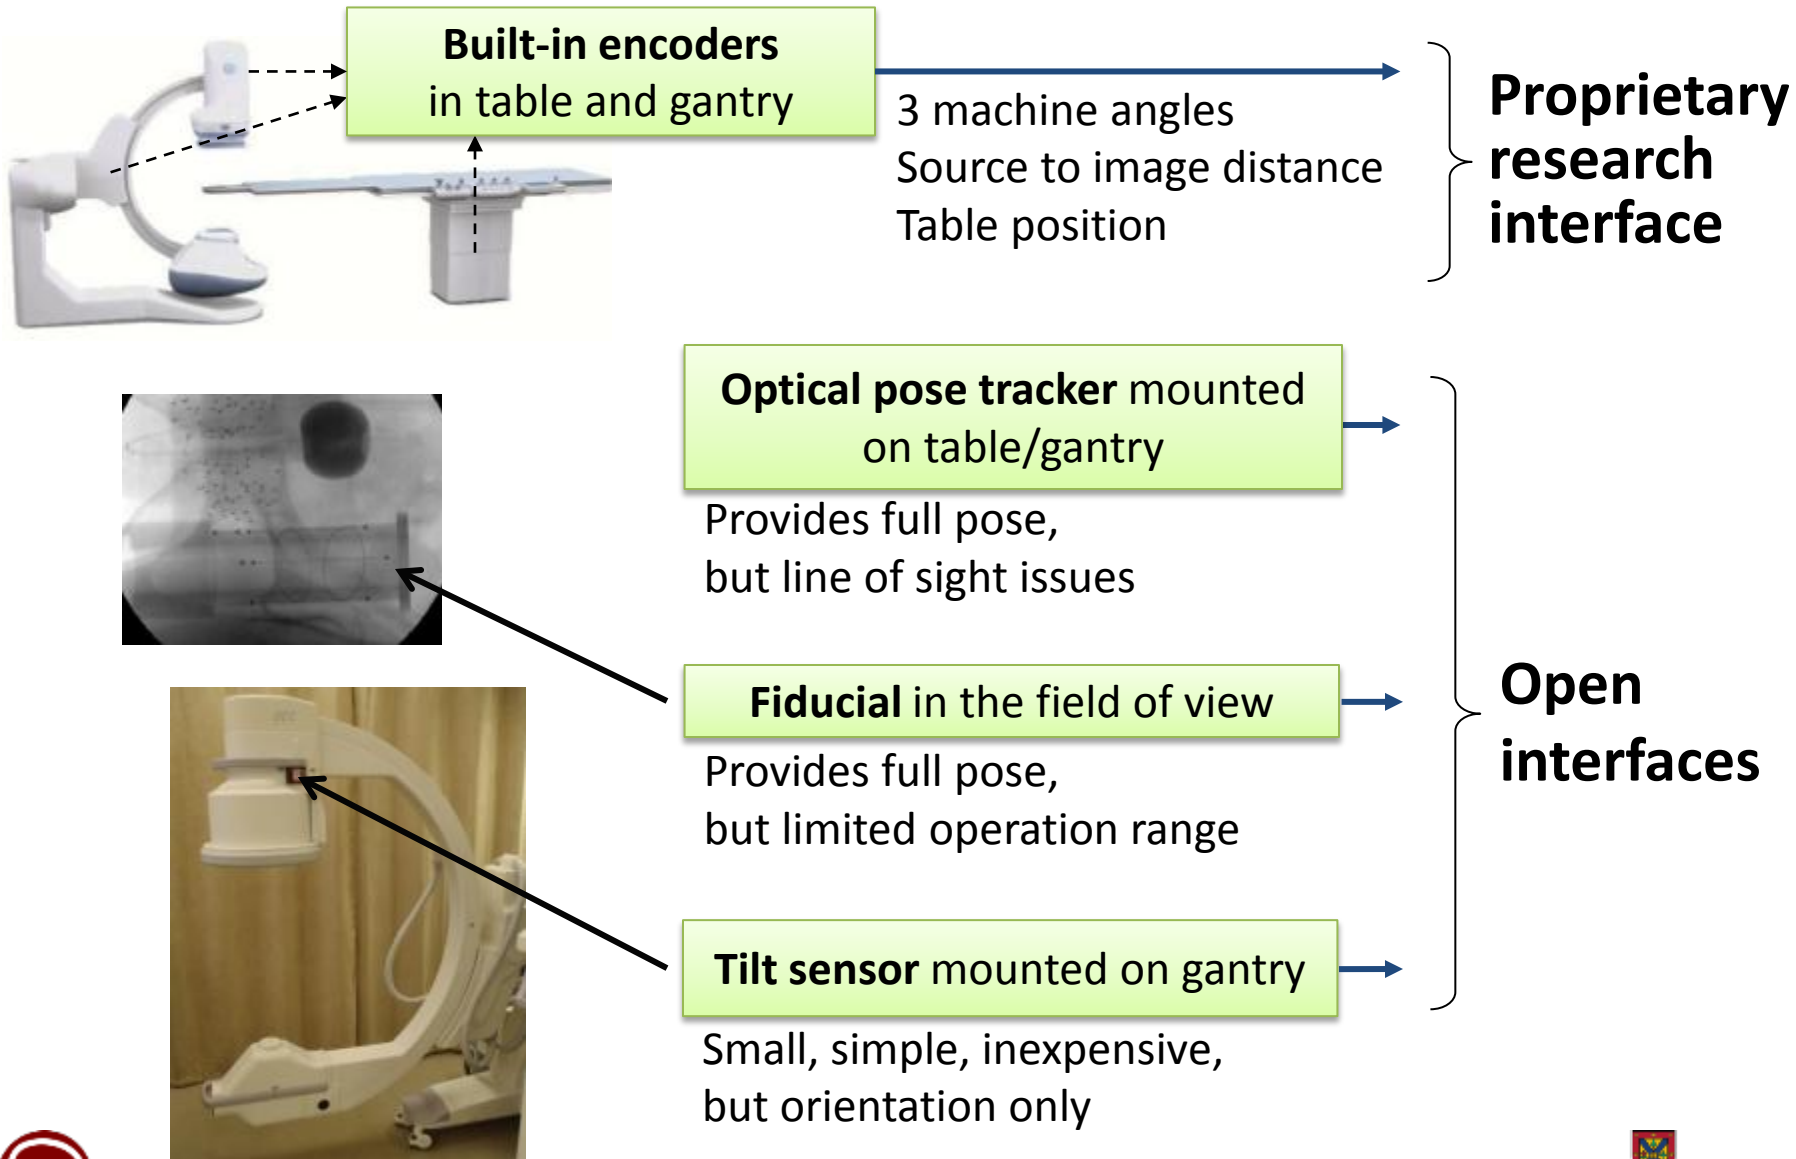 Built-in encoders
in table and gantry
3 machine angles
Source to image distance
Table position
Proprietary
research
interface
Optical pose tracker mounted
on table/gantry
Provides full pose,
but line of sight issues
Fiducial in the field of view
Provides full pose,
but limited operation range
Open
interfaces
Tilt sensor mounted on gantry
Small, simple, inexpensive,
but orientation only